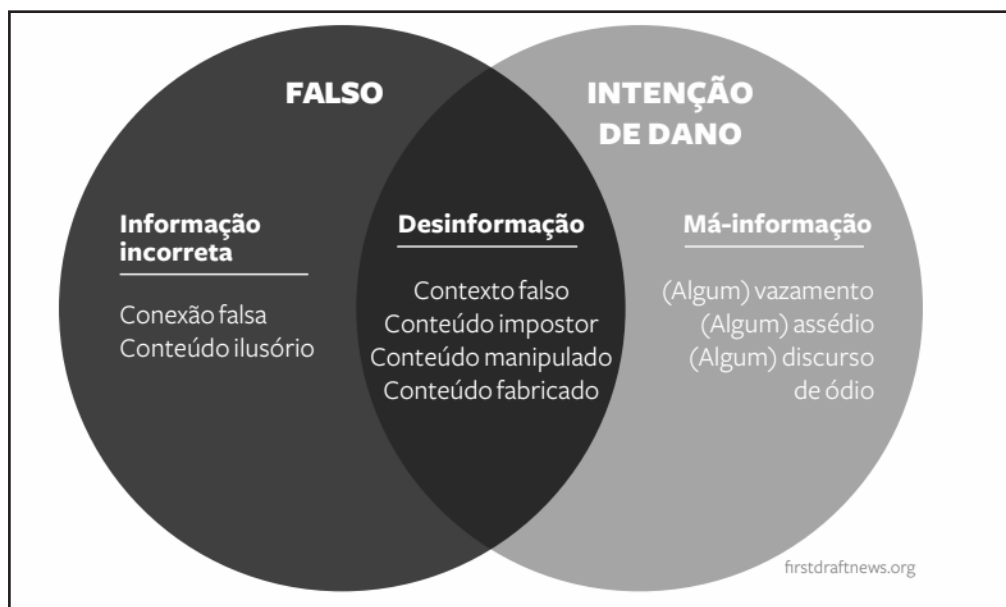 FALSO
INTENÇÃO
DE DANO
Informação
incorreta
Conexão falsa
Conteúdo ilusório
Desinformação
Contexto falso
Conteúdo impostor
Conteúdo manipulado
Conteúdo fabricado
Má-informação
(Algum) vazamento
(Algum) assédio
(Algum) discurso
de ódio
firstdraftnews.org